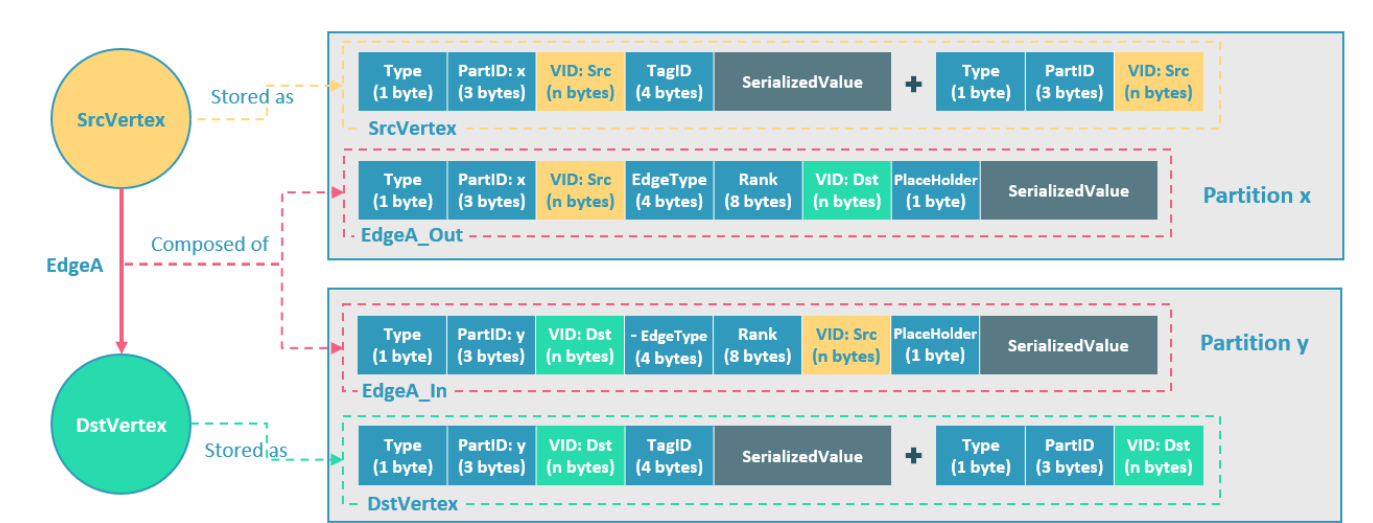 SrcVertex
Stored as
Type PartID: x VID: Src TagID SerializedValue + Type PartID VID: Src
(1 byte) (3 bytes) (n bytes) (4 bytes) (1 byte) (3 bytes) (n bytes)
SrcVertex
Type PartID: x VID: Src EdgeType Rank VID: Dst PlaceHolder SerializedValue
(1 byte) (3 bytes) (n bytes) (4 bytes) (8 bytes) (n bytes) (1 byte)
EdgeA_Out
Partition x
Composed of
EdgeA
Type PartID: y VID: Dst - EdgeType Rank VID: Src PlaceHolder SerializedValue
(1 byte) (3 bytes) (n bytes) (4 bytes) (8 bytes) (n bytes) (1 byte)
EdgeA_In
Partition y
DstVertex
Stored as
Type PartID: y VID: Dst TagID SerializedValue + Type PartID VID: Dst
(1 byte) (3 bytes) (n bytes) (4 bytes) (1 byte) (3 bytes) (n bytes)
DstVertex